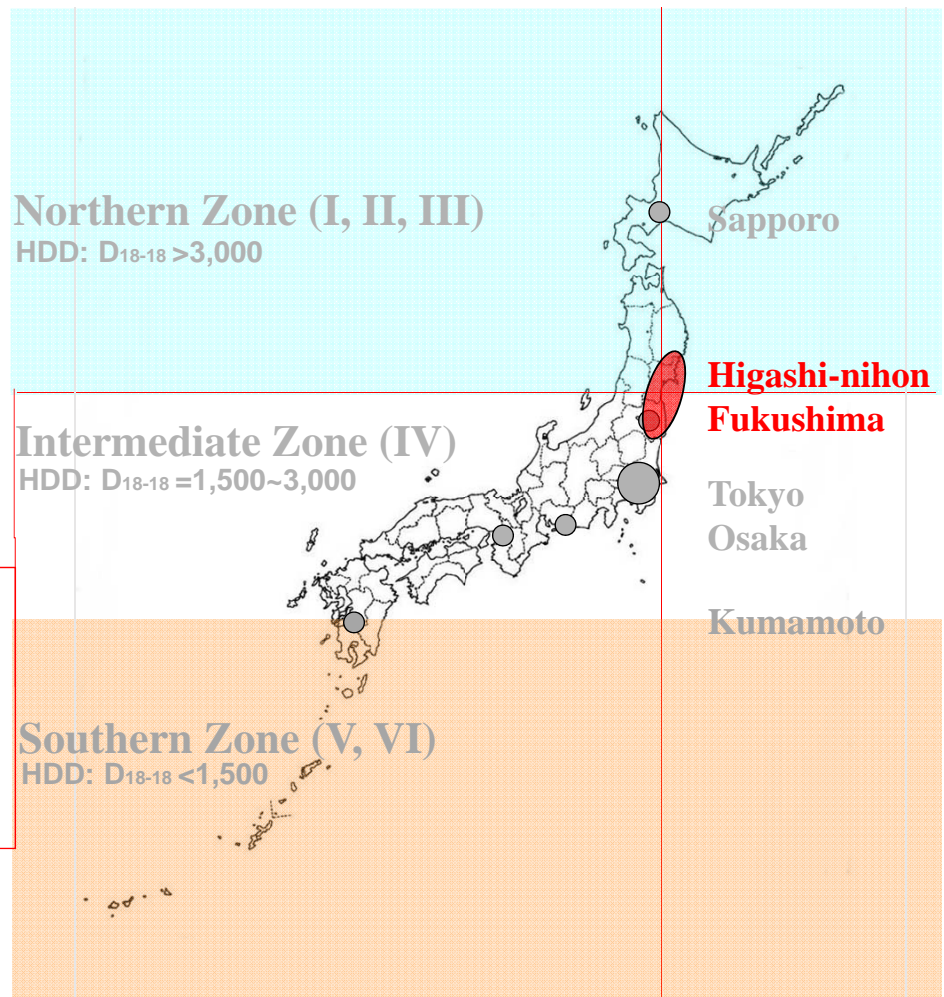 Northern Zone (I, II, III)
HDD: D18-18 >3,000
Sapporo
Higashi-nihon
Fukushima
Intermediate Zone (IV)
HDD: D18-18 =1,500~3,000
Tokyo
Osaka
Kumamoto
Southern Zone (V, VI)
HDD: D18-18 <1,500